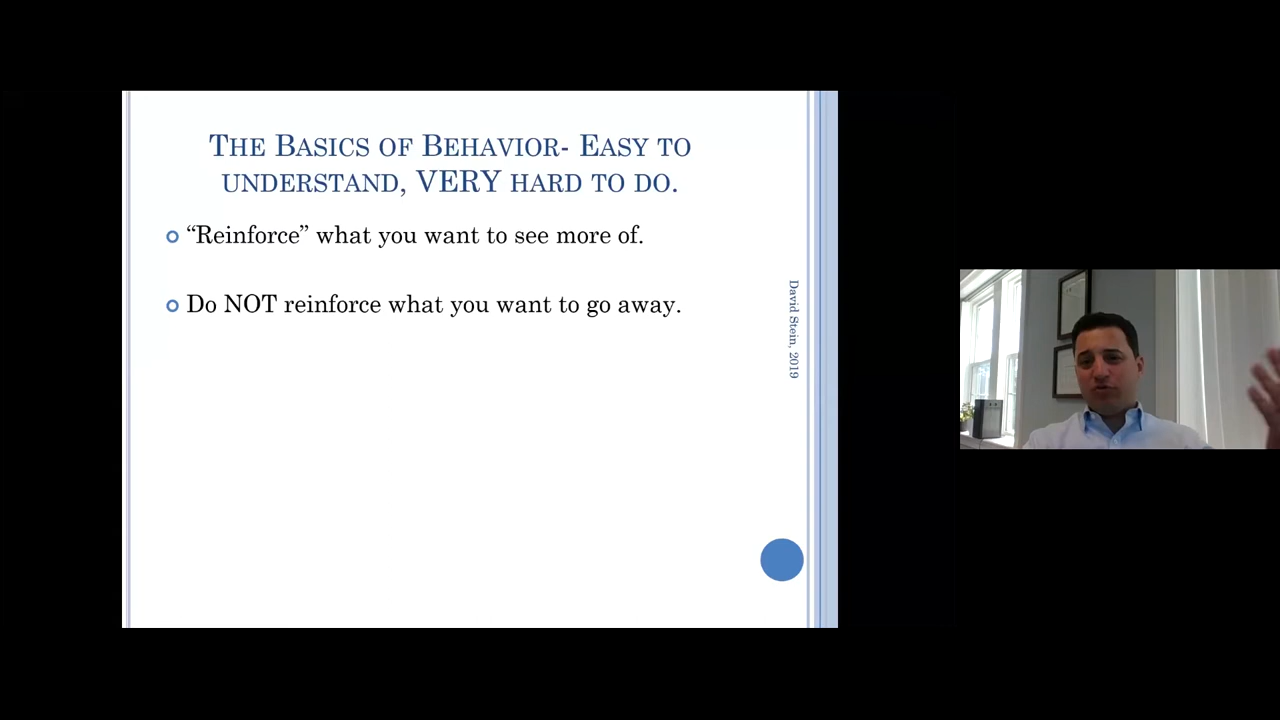 The Basics of Behavior- Easy to
understand, VERY hard to do.
“Reinforce” what you want to see more of.
Do NOT reinforce what you want to go away.
David Stein, 2019